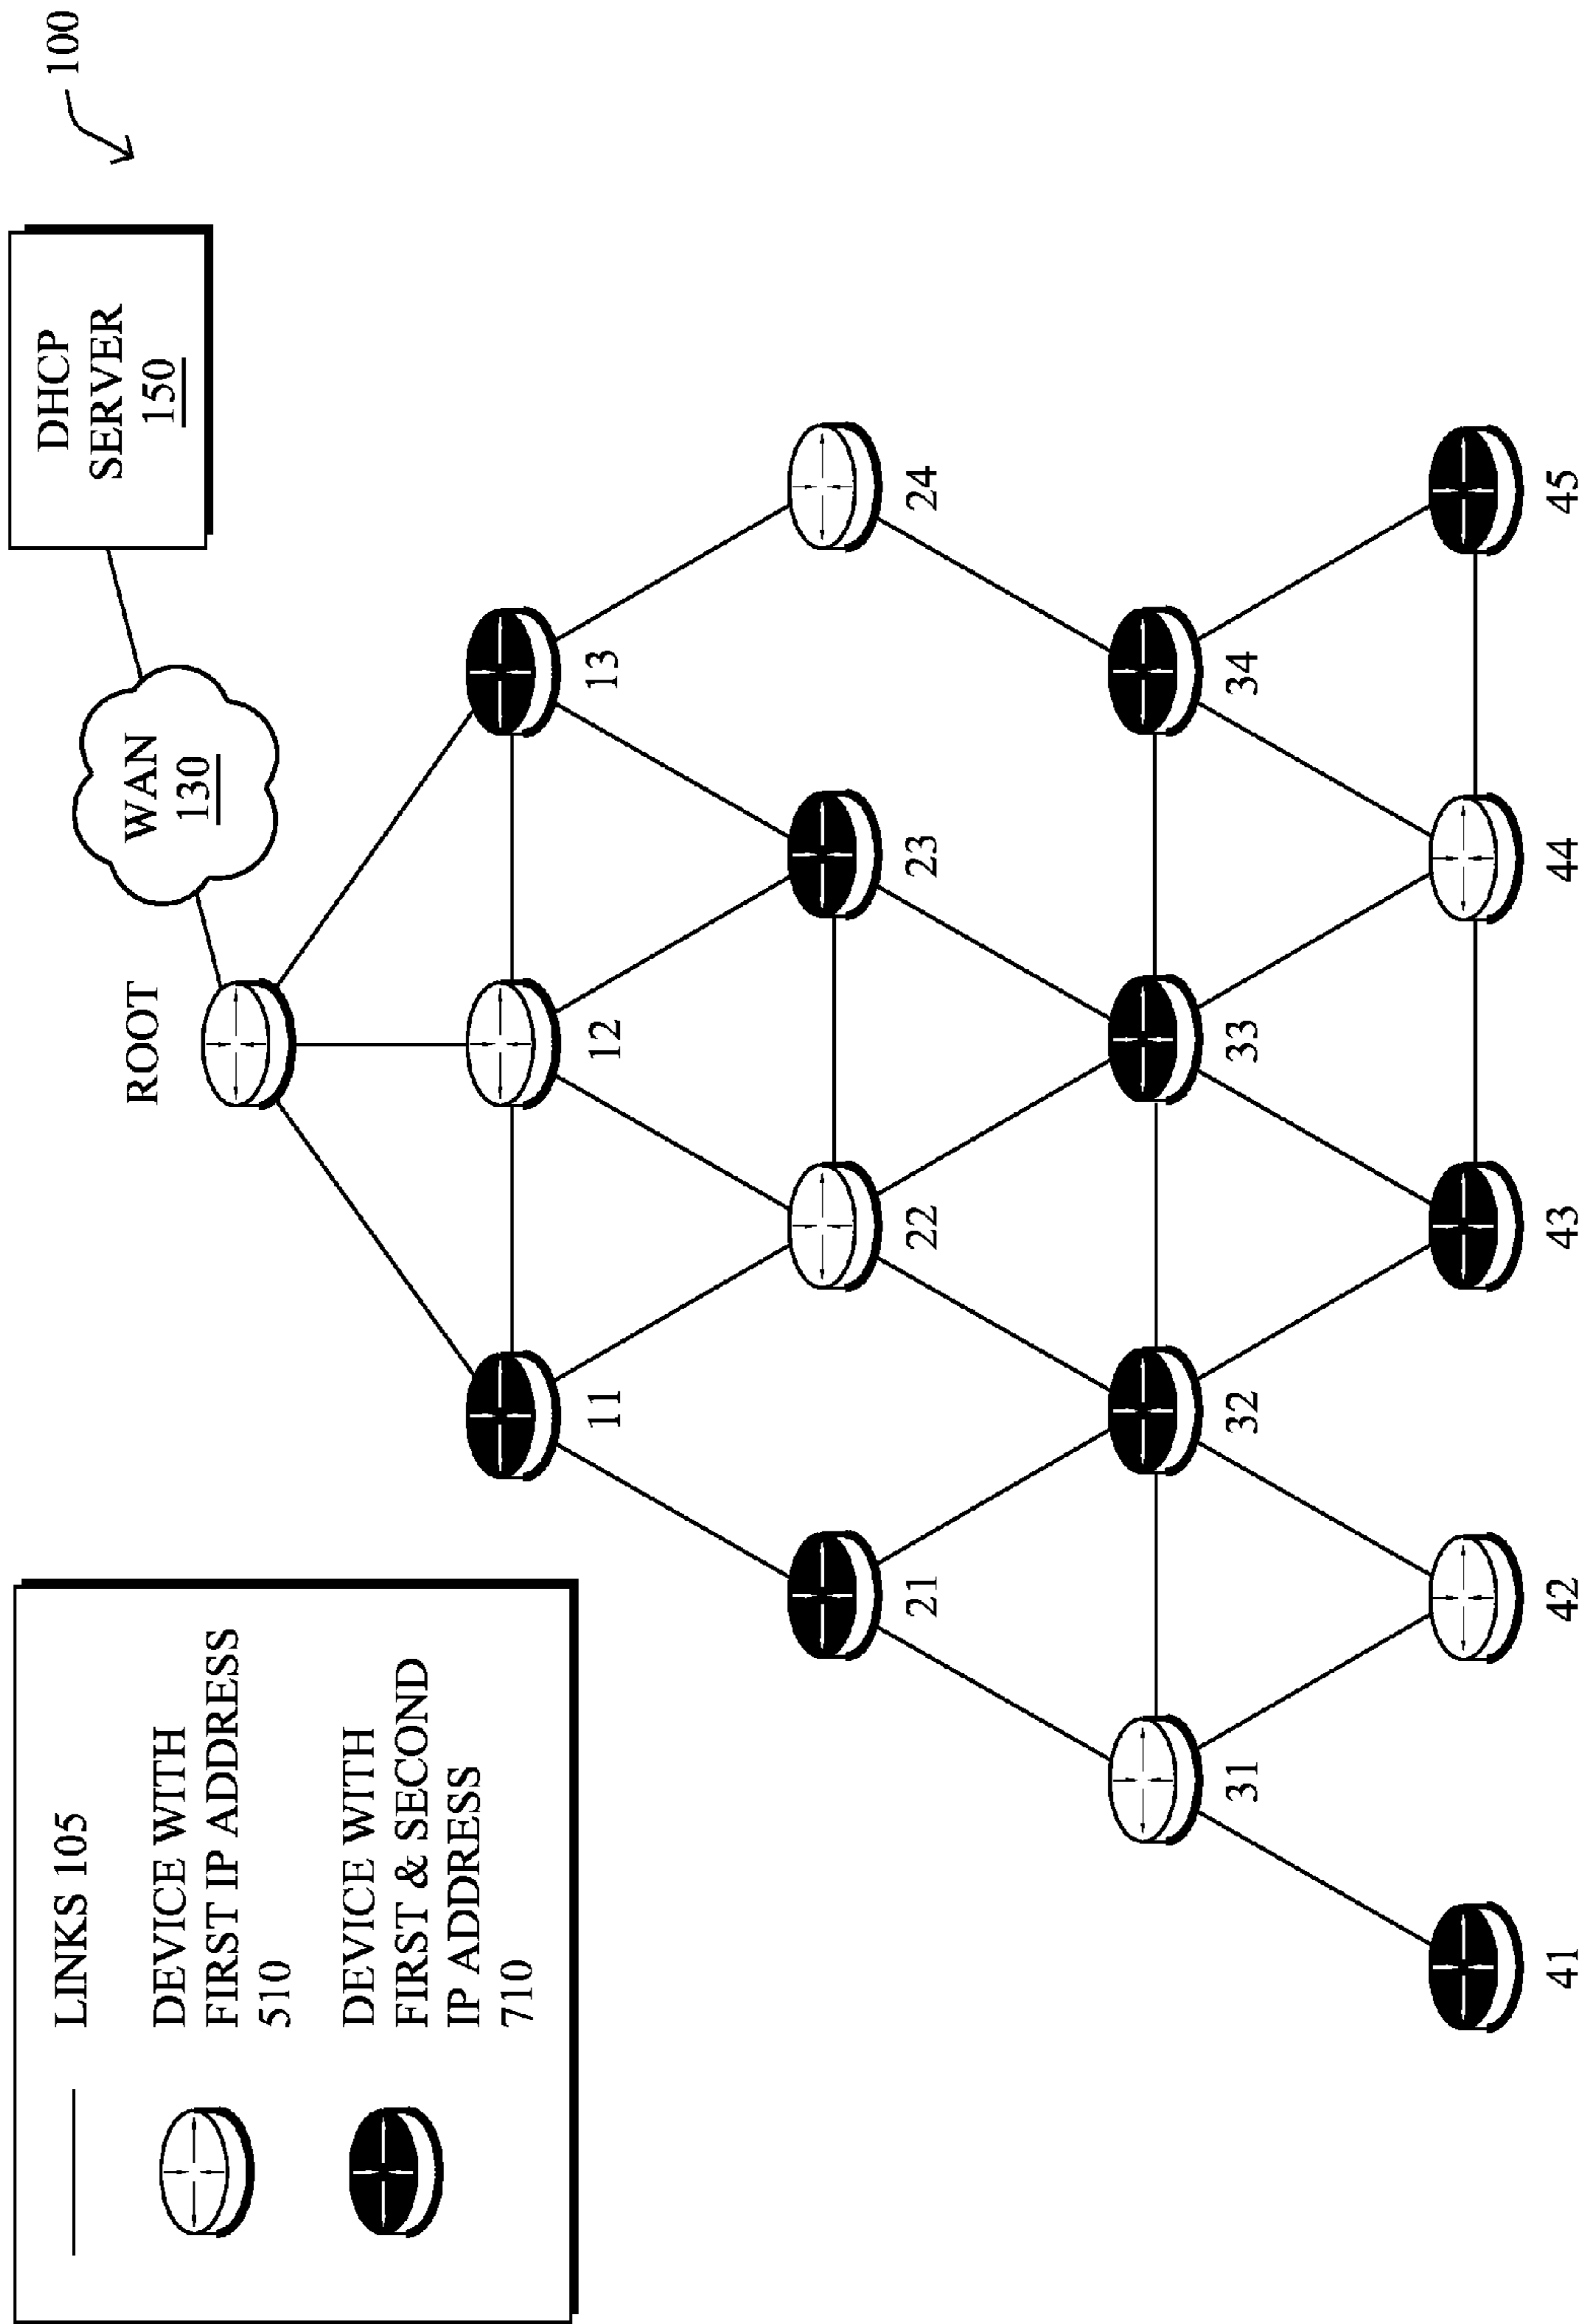 LINKS 105
DEVICE WITH
FIRST IP ADDRESS
510
DEVICE WITH
FIRST & SECOND
IP ADDRESS
710
100
DHCP
SERVER
150
WAN
130
ROOT
11
12
13
21
22
23
24
31
32
33
34
41
42
43
44
45